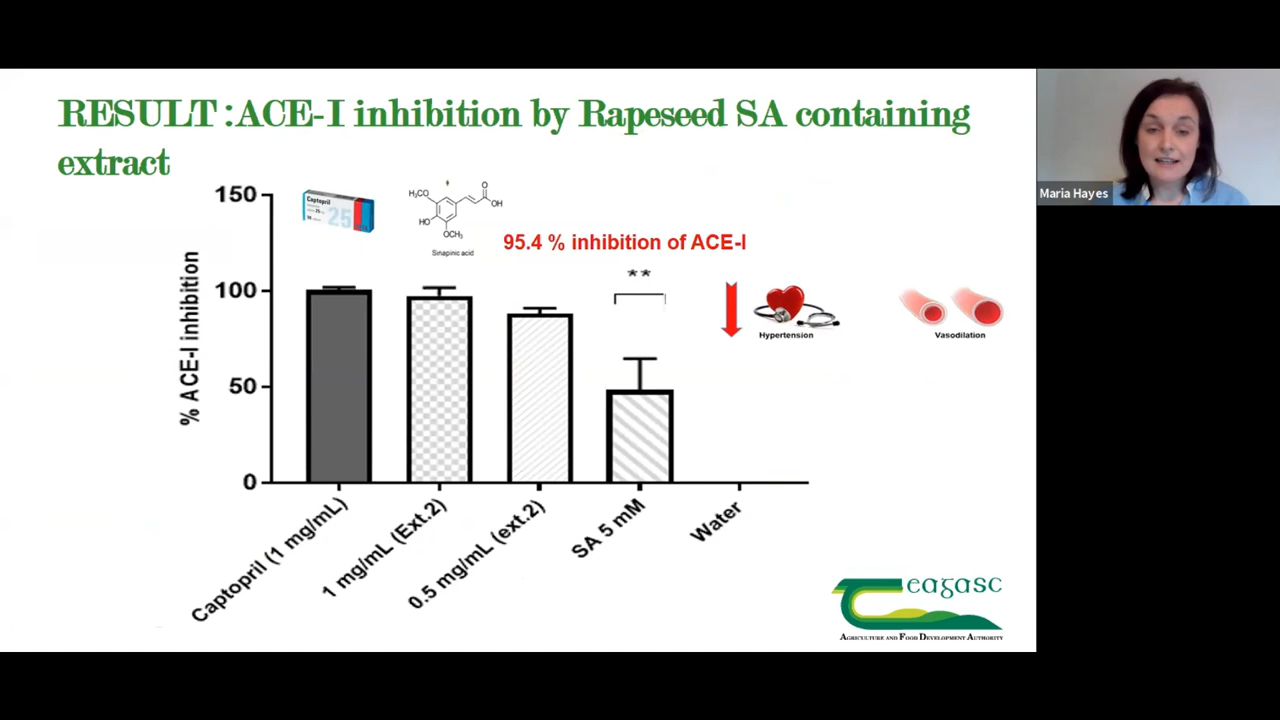 RESULT :ACE-I inhibition by Rapeseed SA containing
extract
Maria Hayes
150
100
50
0
% ACE-I inhibition
Captopril
25
H₃CO
O
OH
HO
OCH₃
Sinapinic acid
95.4 % inhibition of ACE-I
**
Hypertension
Vasodilation
Captopril (1 mg/mL)
1 mg/mL (Ext.2)
0.5 mg/mL (ext.2)
SA 5 mM
Water
eagasc
AGRICULTURE AND FOOD DEVELOPMENT AUTHORITY